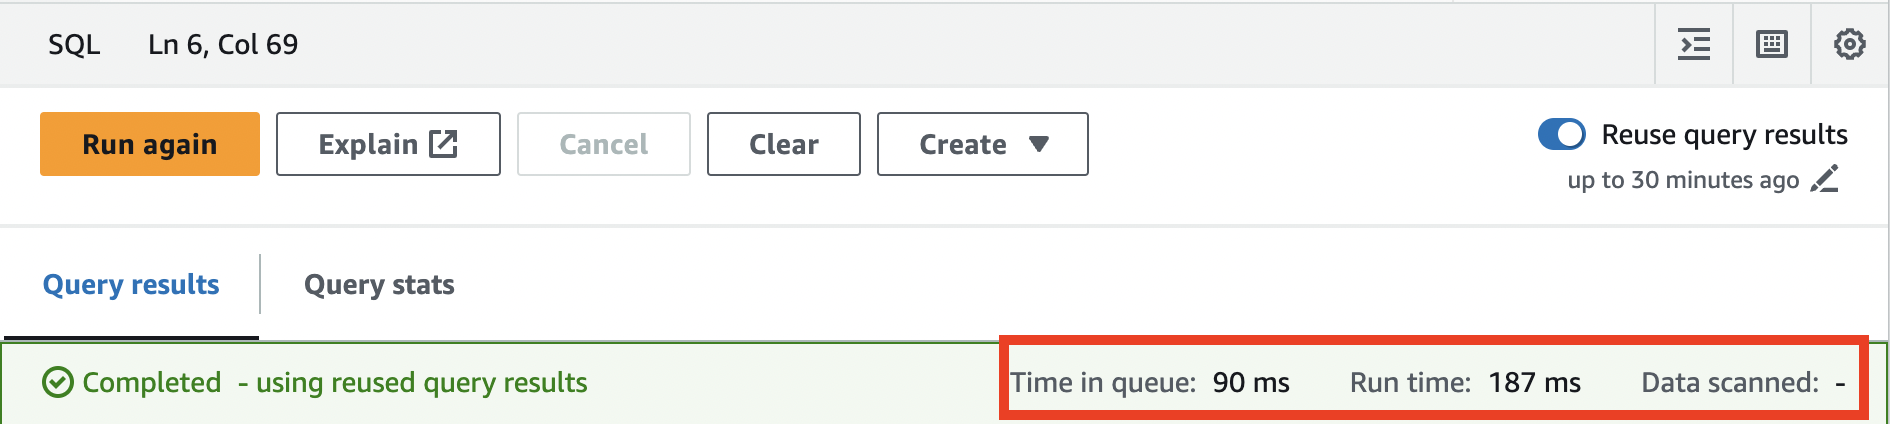 SQL Ln 6, Col 69
Run again Explain Cancel Clear Create Reuse query results
up to 30 minutes ago
Query results Query stats
Completed - using reused query results Time in queue: 90 ms Run time: 187 ms Data scanned: -